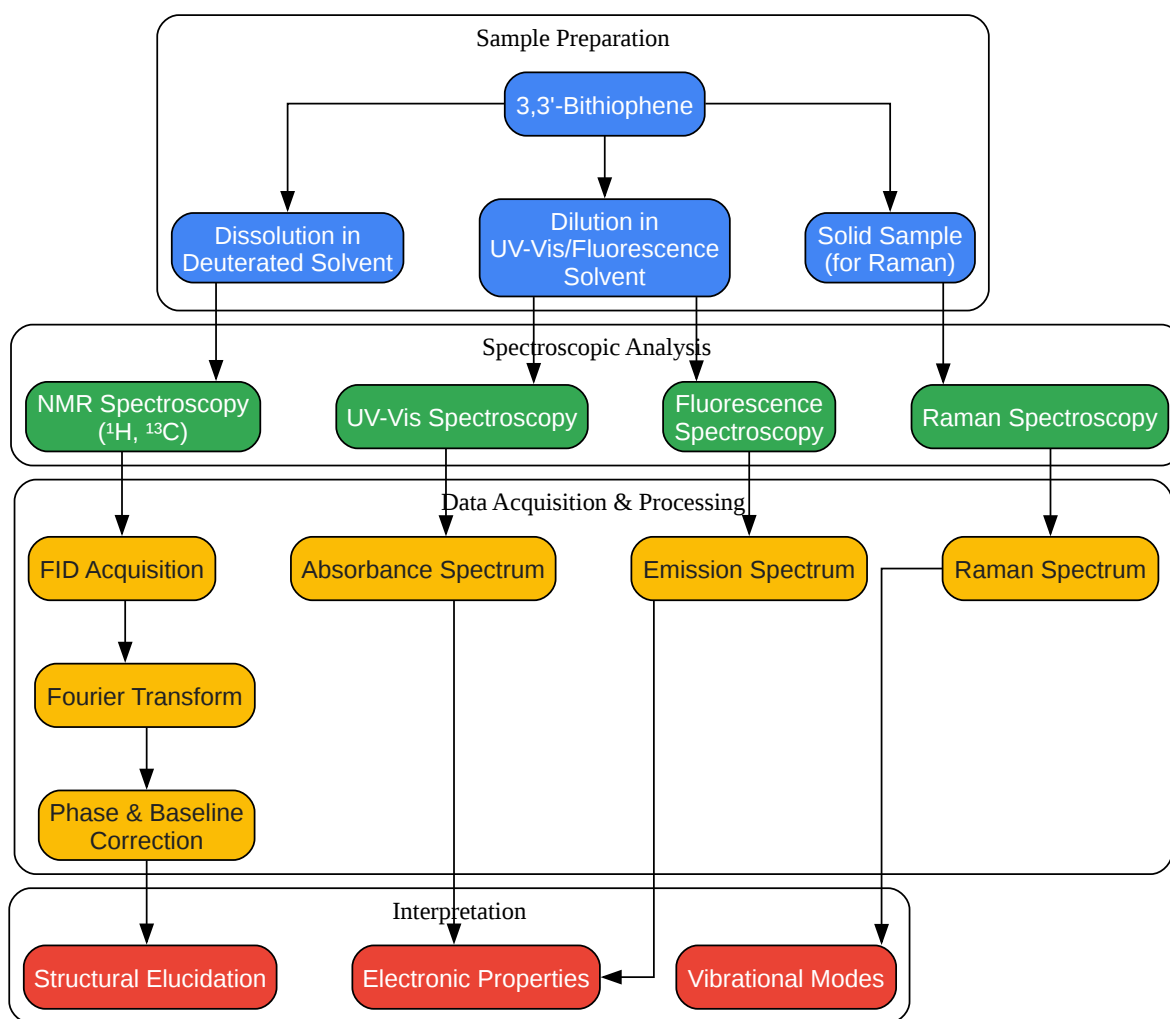 Sample Preparation
3,3'-Bithiophene
Dissolution in
Deuterated Solvent
Dilution in
UV-Vis/Fluorescence
Solvent
Solid Sample
(for Raman)
Spectroscopic Analysis
NMR Spectroscopy
(¹H, ¹³C)
UV-Vis Spectroscopy
Fluorescence
Spectroscopy
Raman Spectroscopy
Data Acquisition & Processing
FID Acquisition
Absorbance Spectrum
Emission Spectrum
Raman Spectrum
Fourier Transform
Phase & Baseline
Correction
Interpretation
Structural Elucidation
Electronic Properties
Vibrational Modes